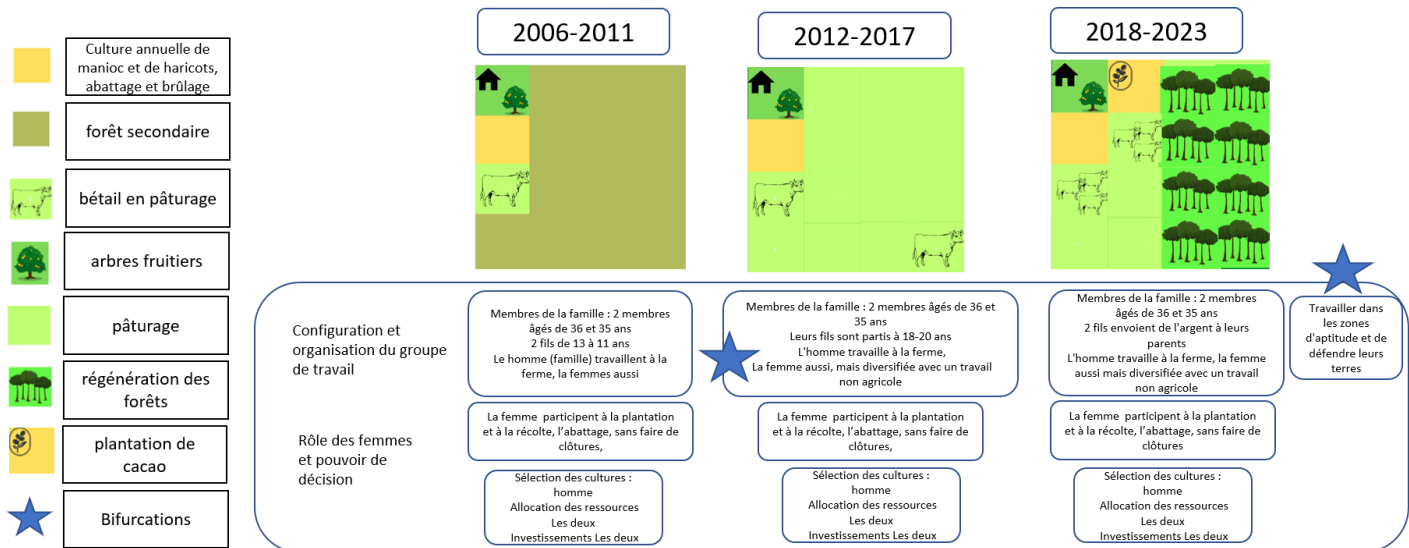 2006-2011
2012-2017
2018-2023
Culture annuelle de
manioc et de haricots,
abattage et brûlage
forêt secondaire
bétail en pâturage
arbres fruitiers
pâturage
régénération des
forêts
plantation de
cacao
Bifurcations
Configuration et
organisation du groupe
de travail
Membres de la famille : 2 membres
âgés de 36 et 35 ans
2 fils de 13 à 11 ans
Le homme (famille) travaillent à la
ferme, la femmes aussi
Membres de la famille : 2 membres âgés de 36 et
35 ans
Leurs fils sont partis à 18-20 ans
L'homme travaille à la ferme,
La femme aussi, mais diversifiée avec un travail
non agricole
Membres de la famille : 2 membres
âgés de 36 et 35 ans
2 fils envoient de l'argent à leurs
parents
L'homme travaille à la ferme, la femme
aussi mais diversifiée avec un travail
non agricole
Travailler dans
les zones
d'aptitude et de
défendre leurs
terres
Rôle des femmes
et pouvoir de
décision
La femme participent à la plantation
et à la récolte, l'abattage, sans faire de
clôtures,
La femme participent à la plantation
et à la récolte, l'abattage, sans faire de
clôtures,
La femme participent à la plantation
et à la récolte, l'abattage, sans faire de
clôtures
Sélection des cultures :
homme
Allocation des ressources
Les deux
Investissements Les deux
Sélection des cultures :
homme
Allocation des ressources
Les deux
Investissements Les deux
Sélection des cultures :
homme
Allocation des ressources
Les deux
Investissements Les deux